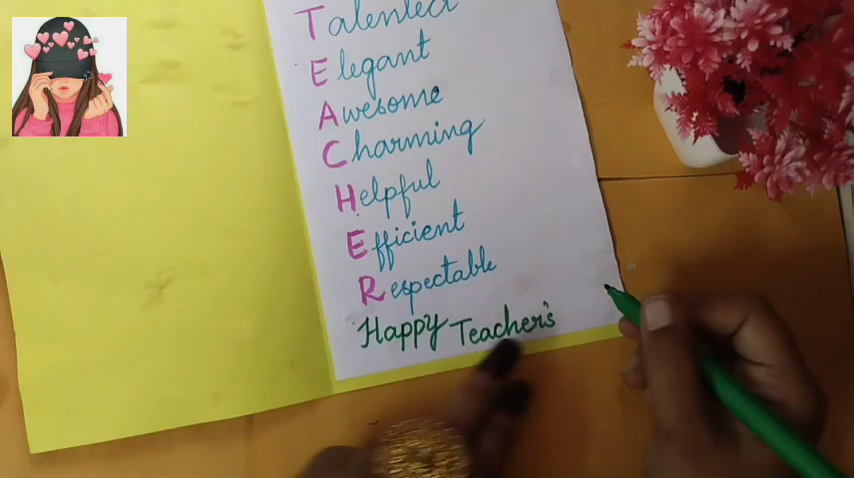 Talented
Elegant
Awesome
Charming
Helpful
Efficient
Respectable
Happy Teacher's